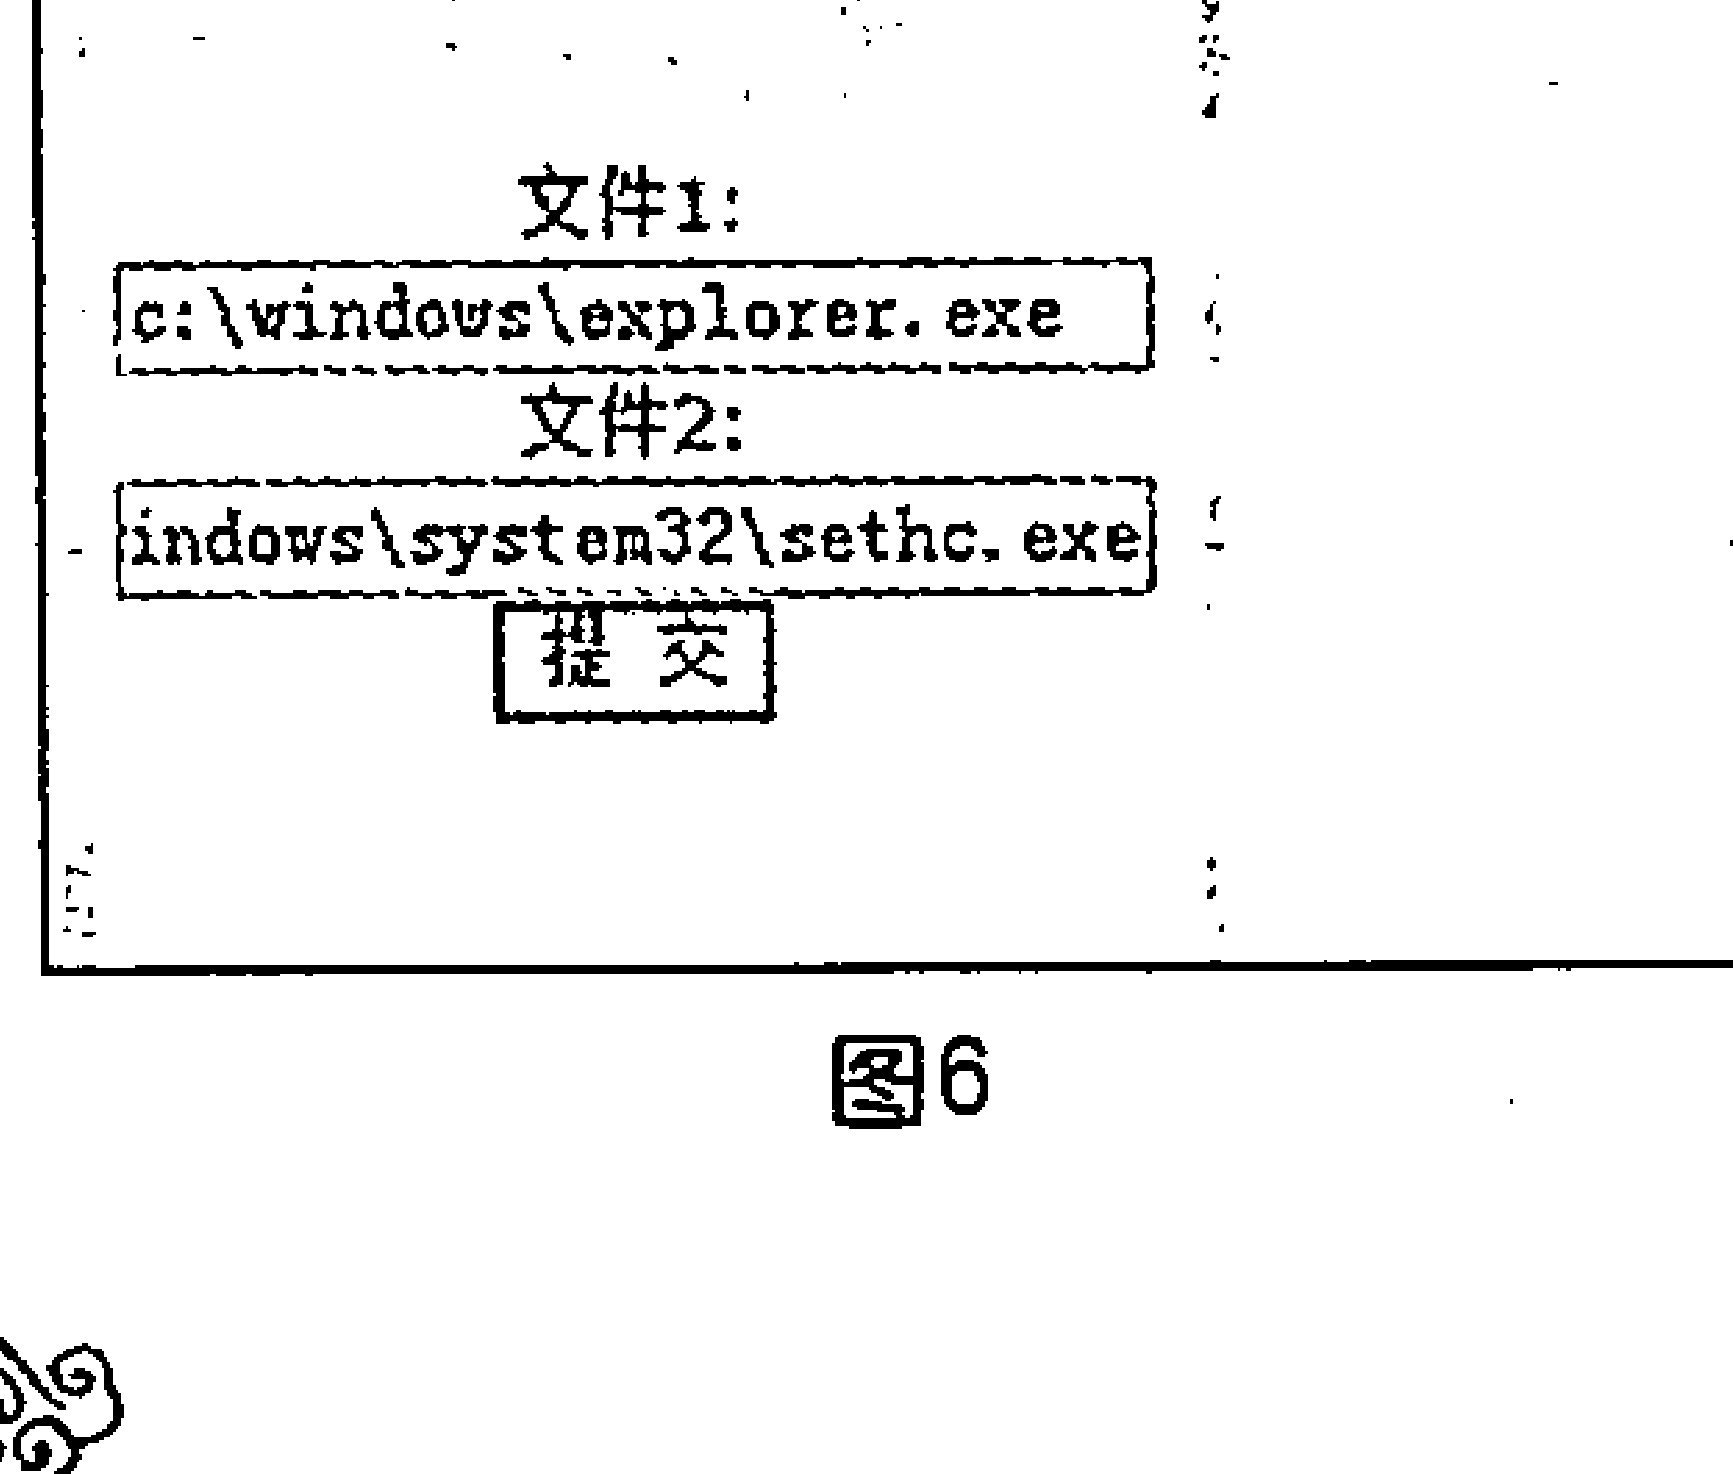 文件1:
c:\windows\explorer.exe
文件2:
indows\system32\sethc.exe
提 交
图6